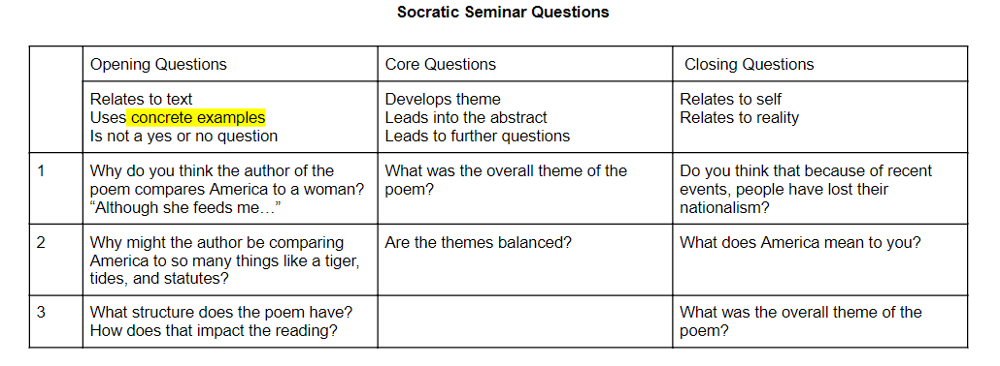 Socratic Seminar Questions
Opening Questions
Core Questions
Closing Questions
Relates to text
Uses concrete examples
Is not a yes or no question
Develops theme
Leads into the abstract
Leads to further questions
Relates to self
Relates to reality
1
Why do you think the author of the
poem compares America to a woman?
“Although she feeds me…”
What was the overall theme of the
poem?
Do you think that because of recent
events, people have lost their
nationalism?
2
Why might the author be comparing
America to so many things like a tiger,
tides, and statutes?
Are the themes balanced?
What does America mean to you?
3
What structure does the poem have?
How does that impact the reading?
What was the overall theme of the
poem?